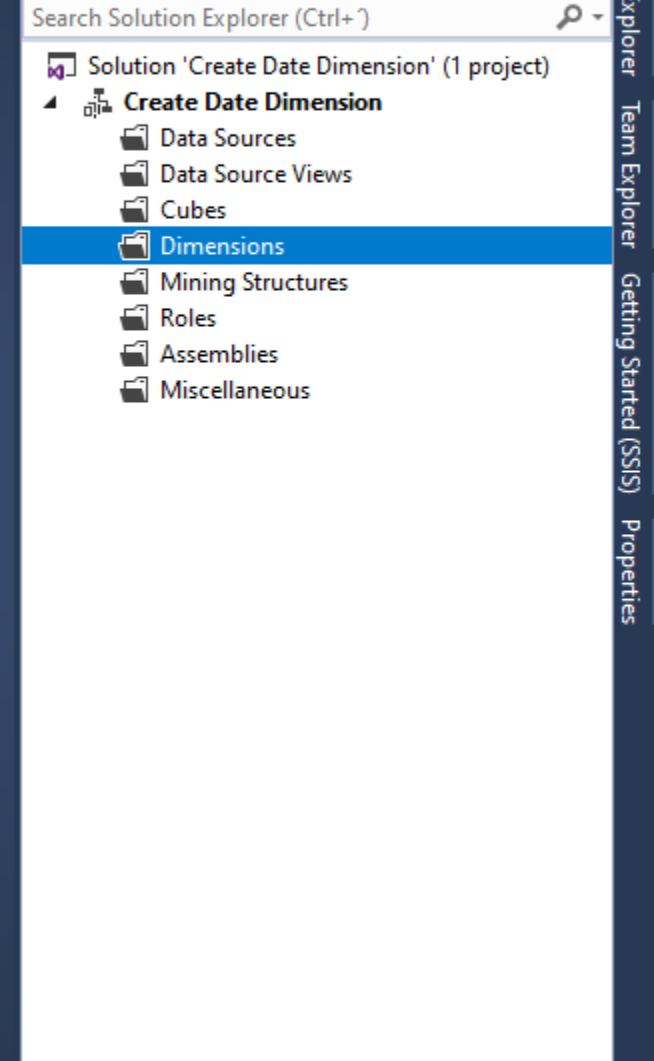 Search Solution Explorer (Ctrl+´)
Solution 'Create Date Dimension' (1 project)
Create Date Dimension
Data Sources
Data Source Views
Cubes
Dimensions
Mining Structures
Roles
Assemblies
Miscellaneous
Team Explorer
Getting Started (SSIS)
Properties